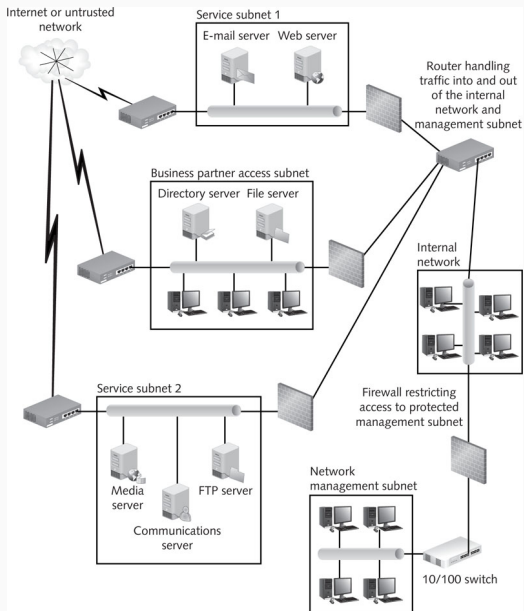 Internet or untrusted
network
Service subnet 1
E-mail server
Web server
Router handling
traffic into and out
of the internal
network and
management subnet
Business partner access subnet
Directory server
File server
Internal
network
Service subnet 2
Media
server
FTP server
Communications
server
Firewall restricting
access to protected
management subnet
Network
management subnet
10/100 switch